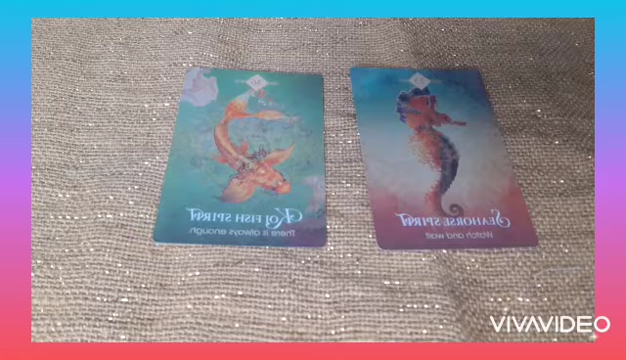 KOI FISH SPIRIT
There is always enough.
SEAHORSE SPIRIT
Watch and wait.
VIVAVIDEO